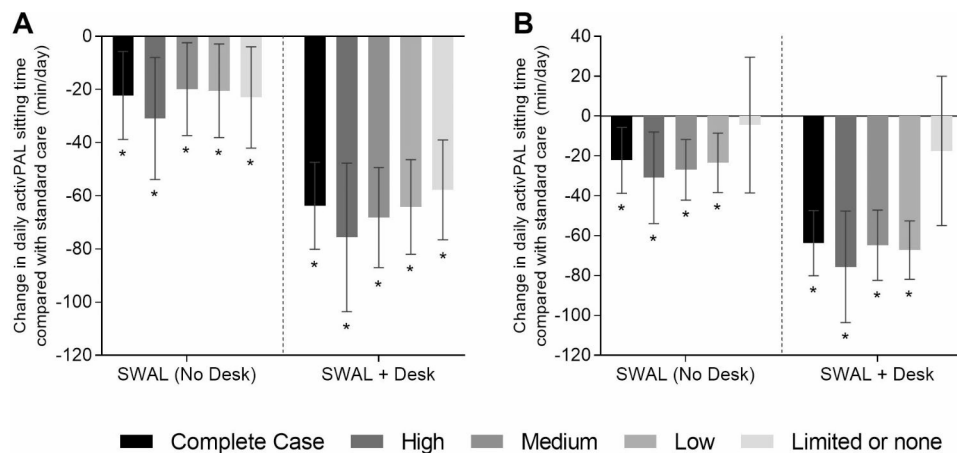 A
Change in daily activPAL sitting time
compared with standard care (min/day)
0
-20
-40
-60
-80
-100
-120
* * * * *
* * * * *
SWAL (No Desk) SWAL + Desk
B
Change in daily activPAL sitting time
compared with standard care (min/day)
40
20
0
-20
-40
-60
-80
-100
-120
* * * *
* * * *
SWAL (No Desk) SWAL + Desk
Complete Case High Medium Low Limited or none